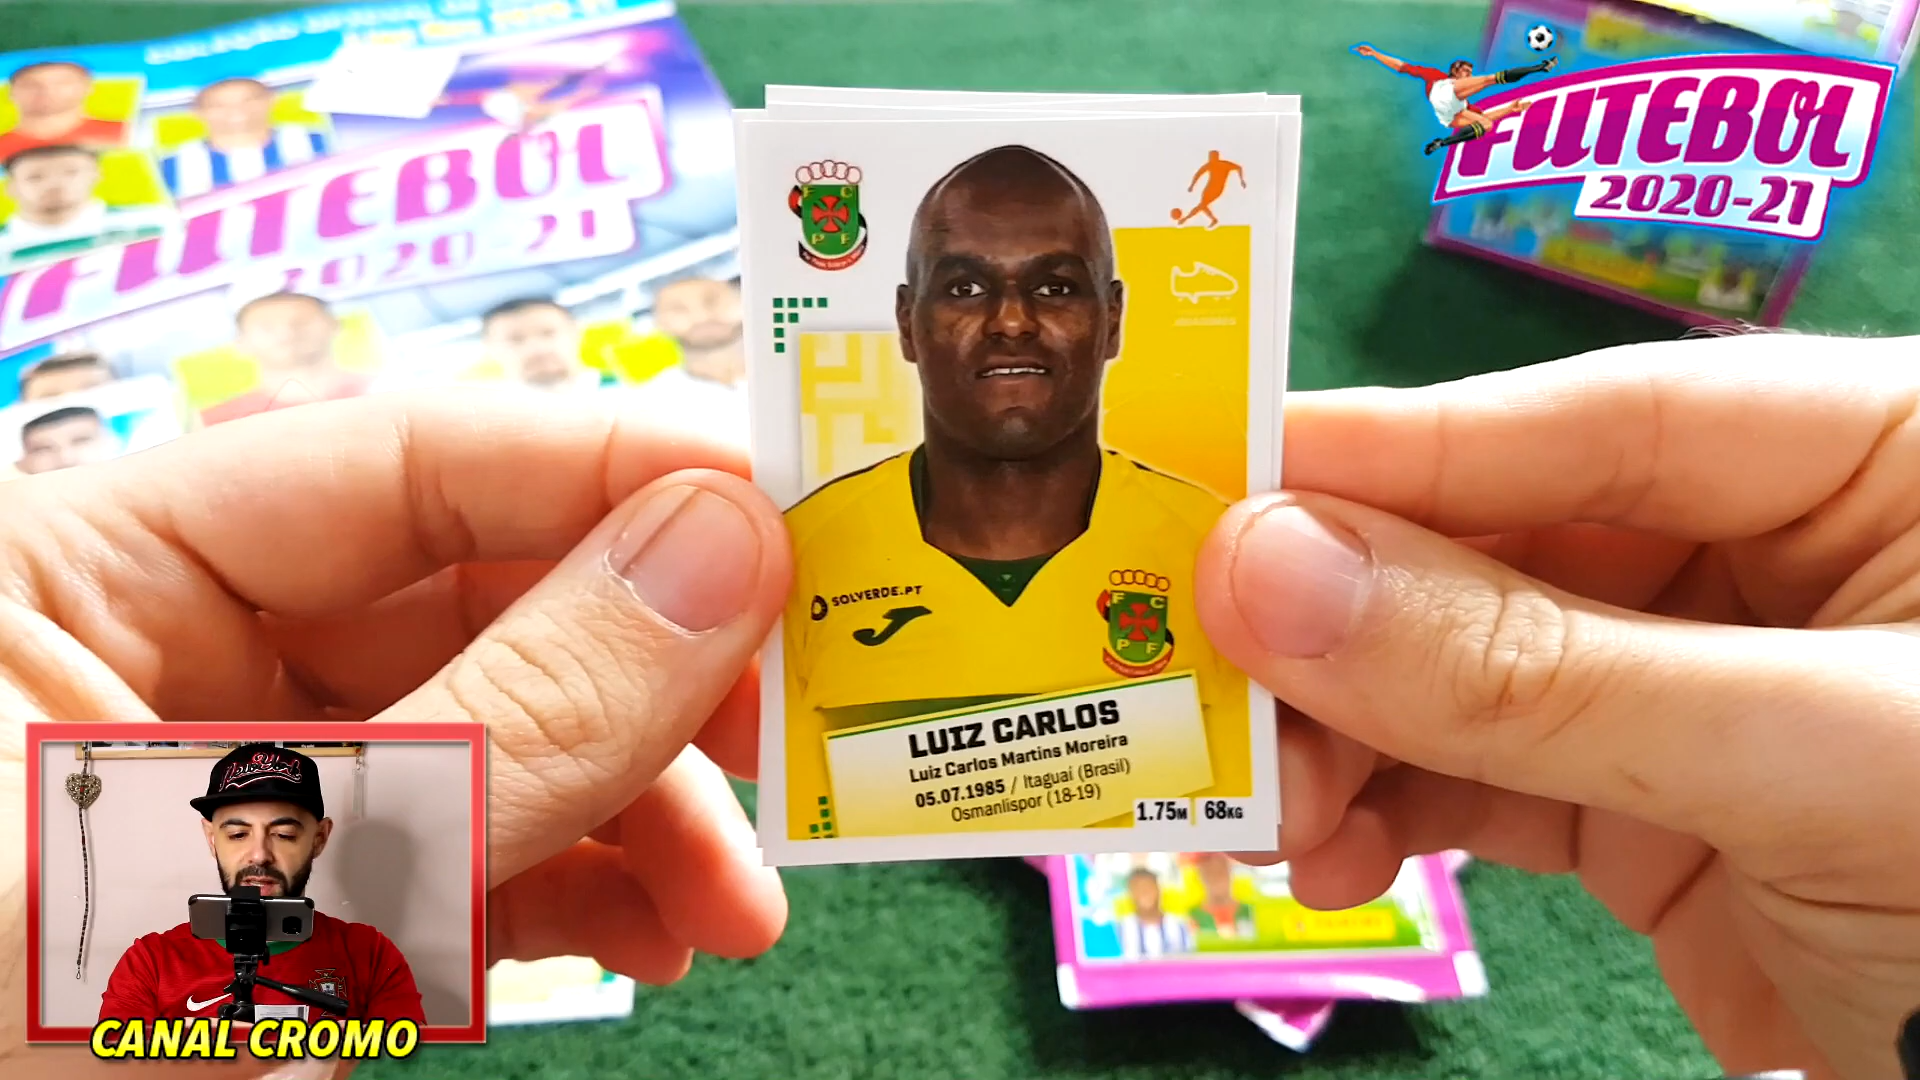 FUTEBOL
2020-21
FUTEBOL
2020-21
F C
P F
SOLVERDE.PT
F C
P F
LUIZ CARLOS
Luiz Carlos Martins Moreira
05.07.1985 / Itaguaí (Brasil)
Osmanlispor (18-19)
1.75M 68KG
PANINI
CANAL CROMO